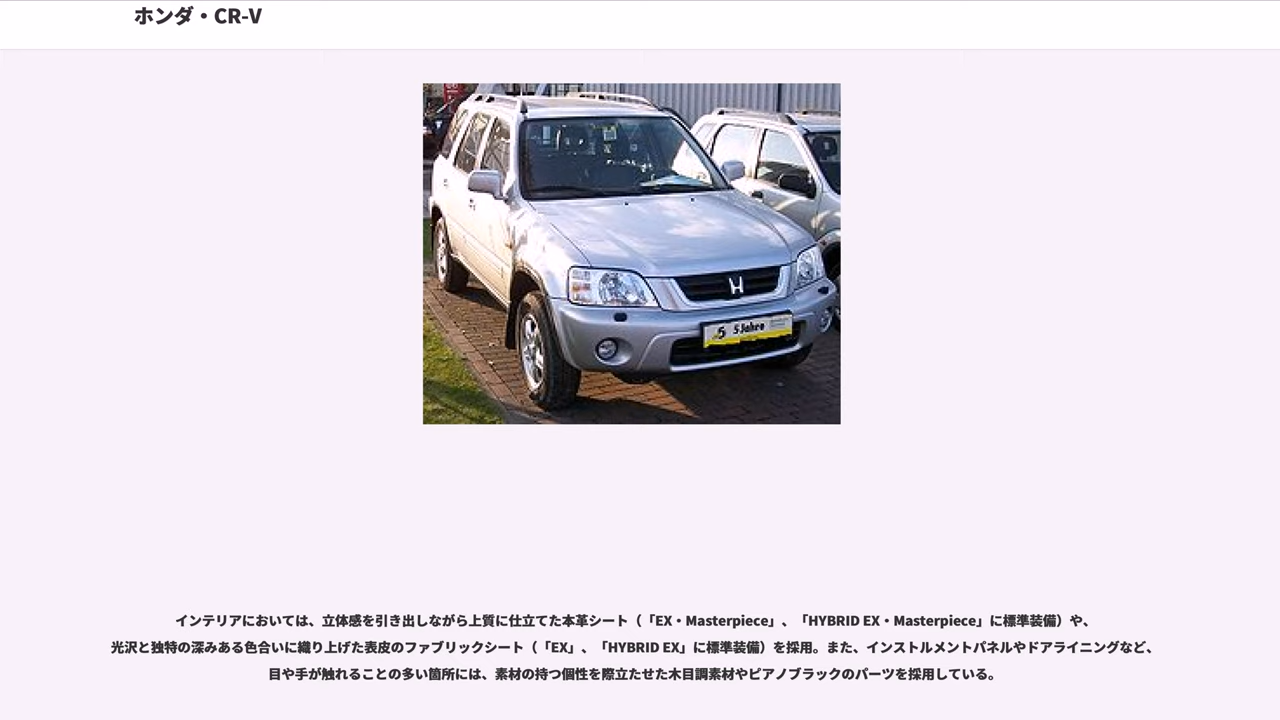 ホンダ・CR-V
5 5 Jahre
インテリアにおいては、立体感を引き出しながら上質に仕立てた本革シート（「EX・Masterpiece」、「HYBRID EX・Masterpiece」に標準装備）や、
光沢と独特の深みある色合いに織り上げた表皮のファブリックシート（「EX」、「HYBRID EX」に標準装備）を採用。また、インストルメントパネルやドアライニングなど、
目や手が触れることの多い箇所には、素材の持つ個性を際立たせた木目調素材やピアノブラックのパーツを採用している。